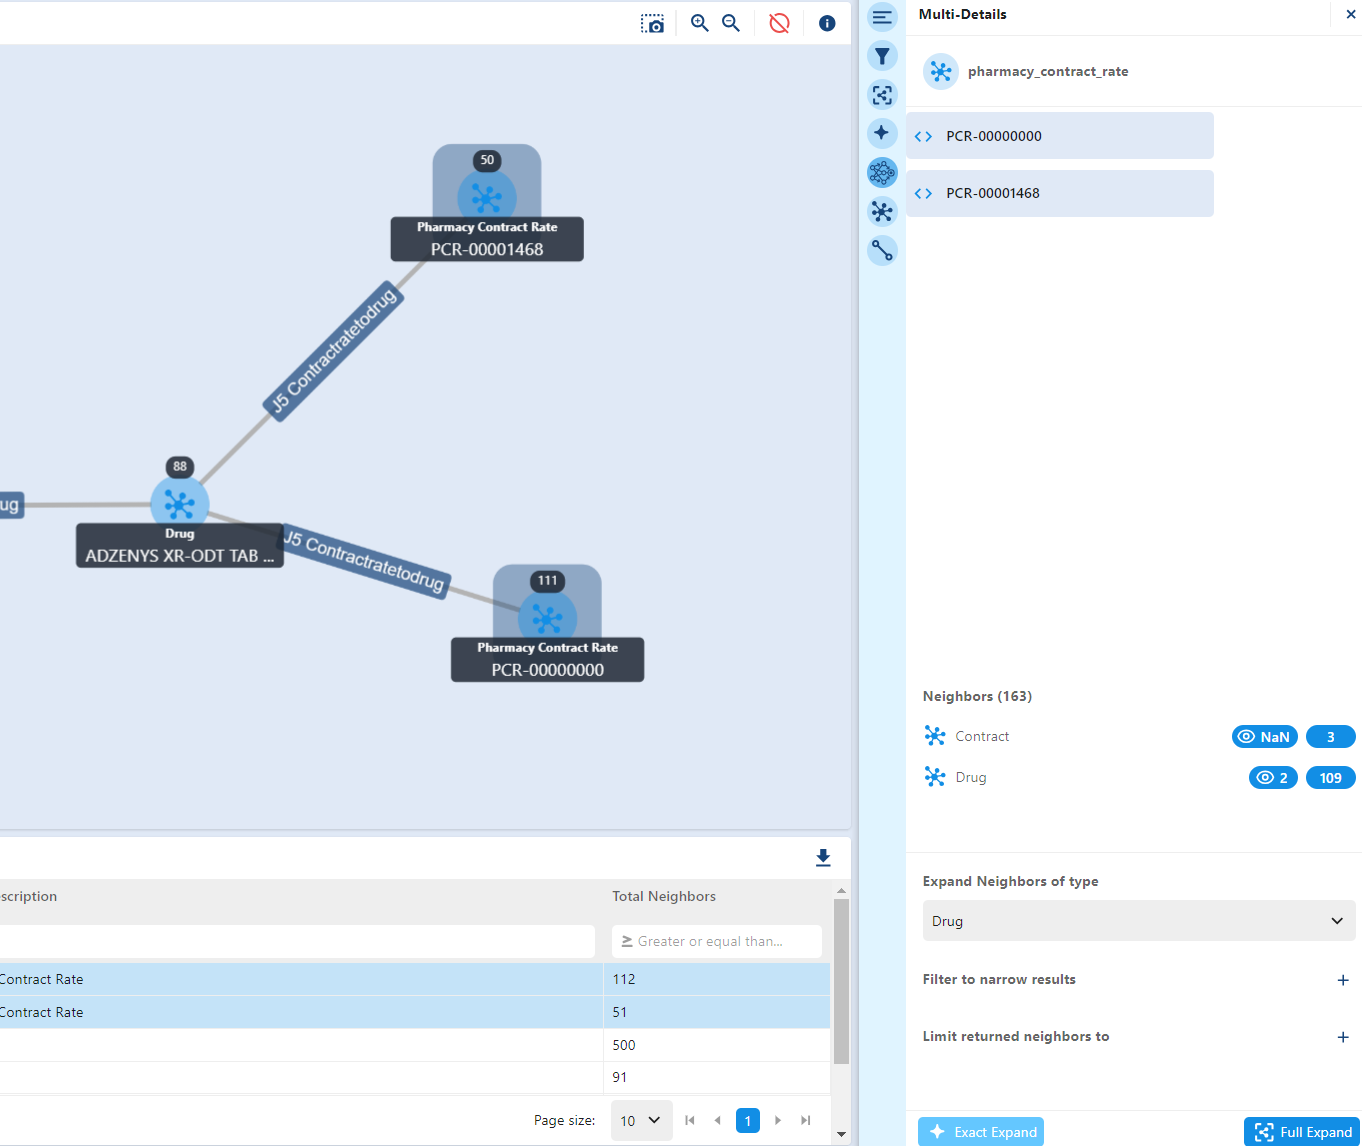 Multi-Details
pharmacy_contract_rate
PCR-00000000
PCR-00001468
50
Pharmacy Contract Rate
PCR-00001468
J5 Contractratetodrug
88
ug
Drug
ADZENYS XR-ODT TAB ...
J5 Contractratetodrug
111
Pharmacy Contract Rate
PCR-00000000
Neighbors (163)
Contract NaN 3
Drug 2 109
Expand Neighbors of type
Drug
Filter to narrow results
Limit returned neighbors to
Exact Expand Full Expand
scription Total Neighbors
≥ Greater or equal than...
Contract Rate 112
Contract Rate 51
500
91
Page size: 10 1